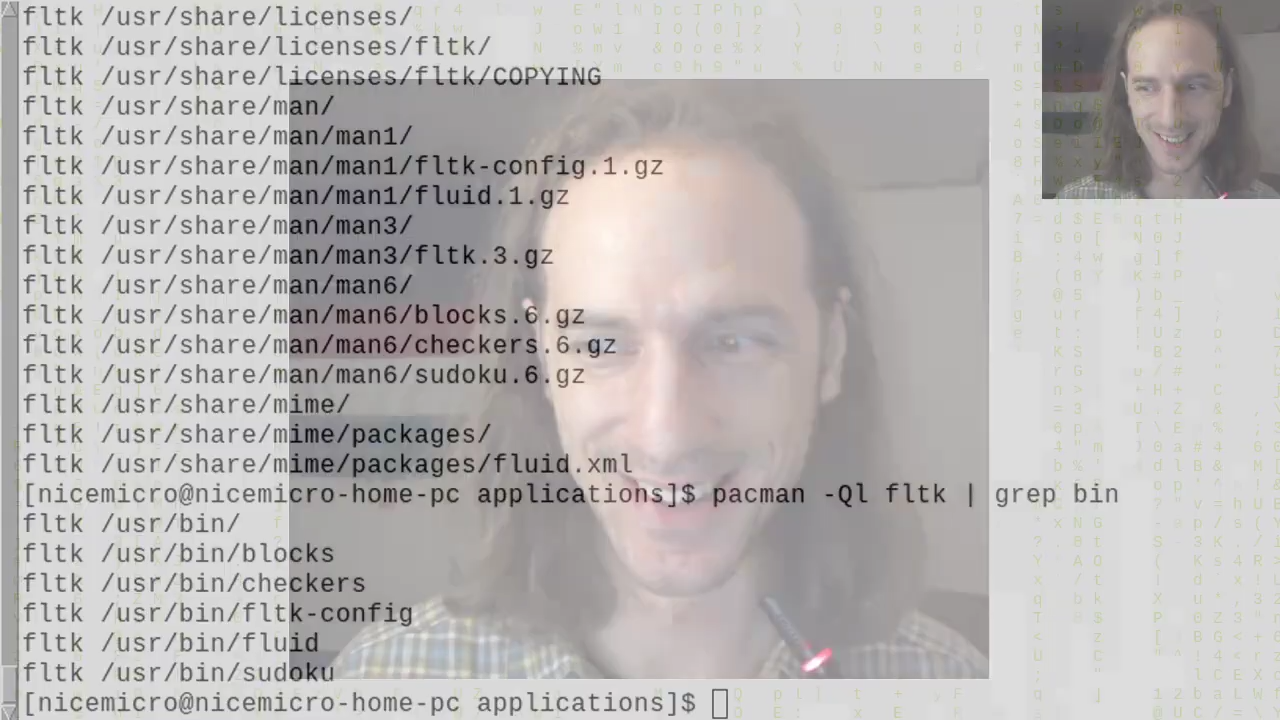 fltk /usr/share/licenses/
fltk /usr/share/licenses/fltk/
fltk /usr/share/licenses/fltk/COPYING
fltk /usr/share/man/
fltk /usr/share/man/man1/
fltk /usr/share/man/man1/fltk-config.1.gz
fltk /usr/share/man/man1/fluid.1.gz
fltk /usr/share/man/man3/
fltk /usr/share/man/man3/fltk.3.gz
fltk /usr/share/man/man6/
fltk /usr/share/man/man6/blocks.6.gz
fltk /usr/share/man/man6/checkers.6.gz
fltk /usr/share/man/man6/sudoku.6.gz
fltk /usr/share/mime/
fltk /usr/share/mime/packages/
fltk /usr/share/mime/packages/fluid.xml
[nicemicro@nicemicro-home-pc applications]$ pacman -Ql fltk | grep bin
fltk /usr/bin/
fltk /usr/bin/blocks
fltk /usr/bin/checkers
fltk /usr/bin/fltk-config
fltk /usr/bin/fluid
fltk /usr/bin/sudoku
[nicemicro@nicemicro-home-pc applications]$